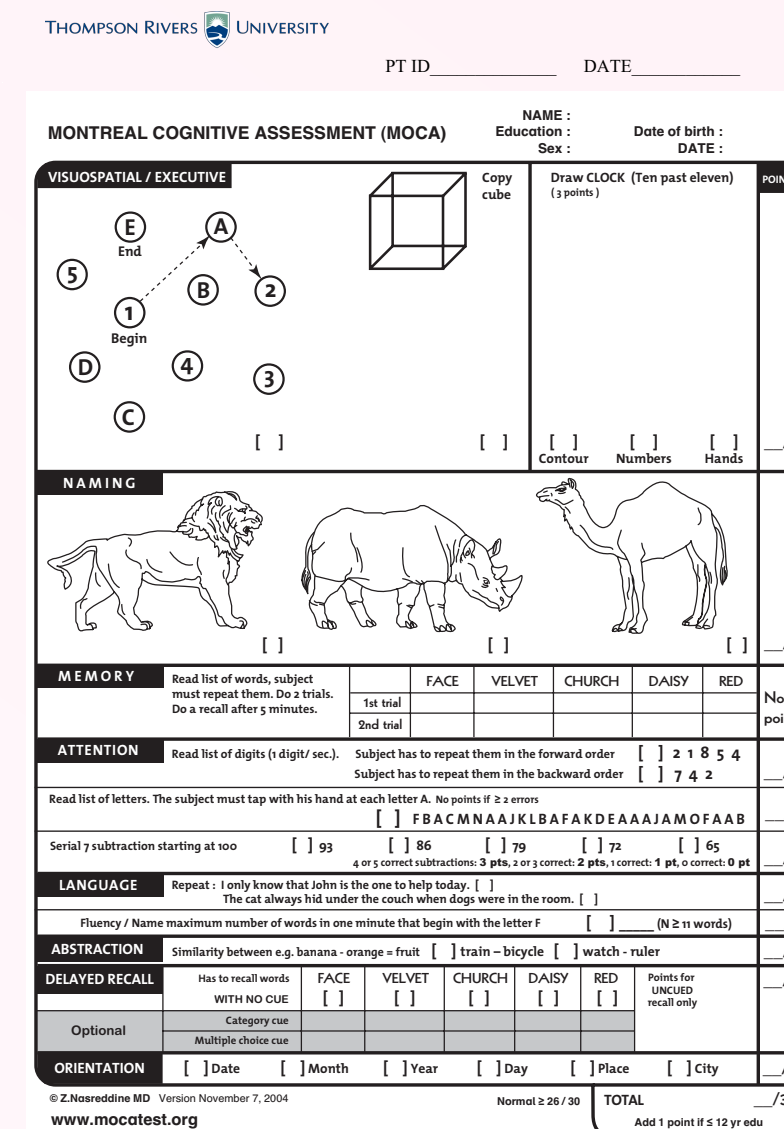 THOMPSON RIVERS UNIVERSITY
PT ID_____________ DATE___________
MONTREAL COGNITIVE ASSESSMENT (MOCA)
NAME :
Education : Date of birth :
Sex : DATE :
VISUOSPATIAL / EXECUTIVE
E
End
A
5
B
2
1
Begin
D
4
3
C
[ ]
Copy
cube
[ ]
Draw CLOCK (Ten past eleven)
( 3 points )
[ ] [ ] [ ]
Contour Numbers Hands
NAMING
[ ] [ ] [ ]
MEMORY
Read list of words, subject
must repeat them. Do 2 trials.
Do a recall after 5 minutes.
FACE VELVET CHURCH DAISY RED
1st trial
2nd trial
No
ATTENTION
Read list of digits (1 digit/ sec.). Subject has to repeat them in the forward order [ ] 2 1 8 5 4
Subject has to repeat them in the backward order [ ] 7 4 2
Read list of letters. The subject must tap with his hand at each letter A. No points if ≥ 2 errors
[ ] F B A C M N A A J K L B A F A K D E A A A J A M O F A A B
Serial 7 subtraction starting at 100 [ ] 93 [ ] 86 [ ] 79 [ ] 72 [ ] 65
4 or 5 correct subtractions: 3 pts, 2 or 3 correct: 2 pts, 1 correct: 1 pt, 0 correct: 0 pt
LANGUAGE
Repeat : I only know that John is the one to help today. [ ]
The cat always hid under the couch when dogs were in the room. [ ]
Fluency / Name maximum number of words in one minute that begin with the letter F [ ] _____ (N ≥ 11 words)
ABSTRACTION
Similarity between e.g. banana - orange = fruit [ ] train – bicycle [ ] watch - ruler
DELAYED RECALL
Has to recall words
WITH NO CUE
FACE VELVET CHURCH DAISY RED
[ ] [ ] [ ] [ ] [ ]
Points for
UNCUED
recall only
Optional
Category cue
Multiple choice cue
ORIENTATION
[ ] Date [ ] Month [ ] Year [ ] Day [ ] Place [ ] City
© Z.Nasreddine MD Version November 7, 2004
www.mocatest.org
Normal ≥ 26 / 30
TOTAL
Add 1 point if ≤ 12 yr edu